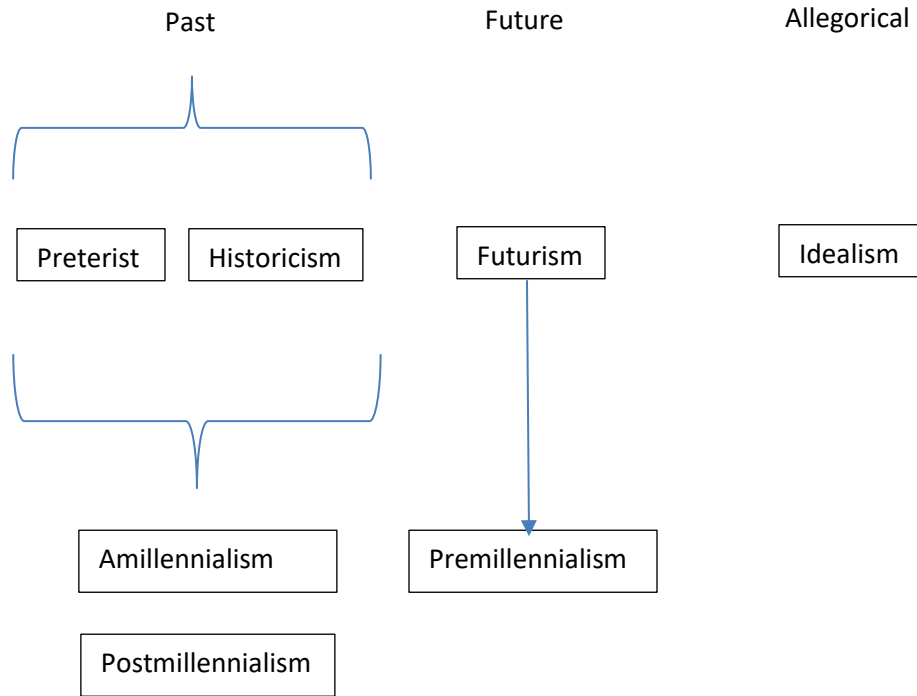 Past Future Allegorical
Preterist Historicism Futurism Idealism
Amillennialism Premillennialism
Postmillennialism